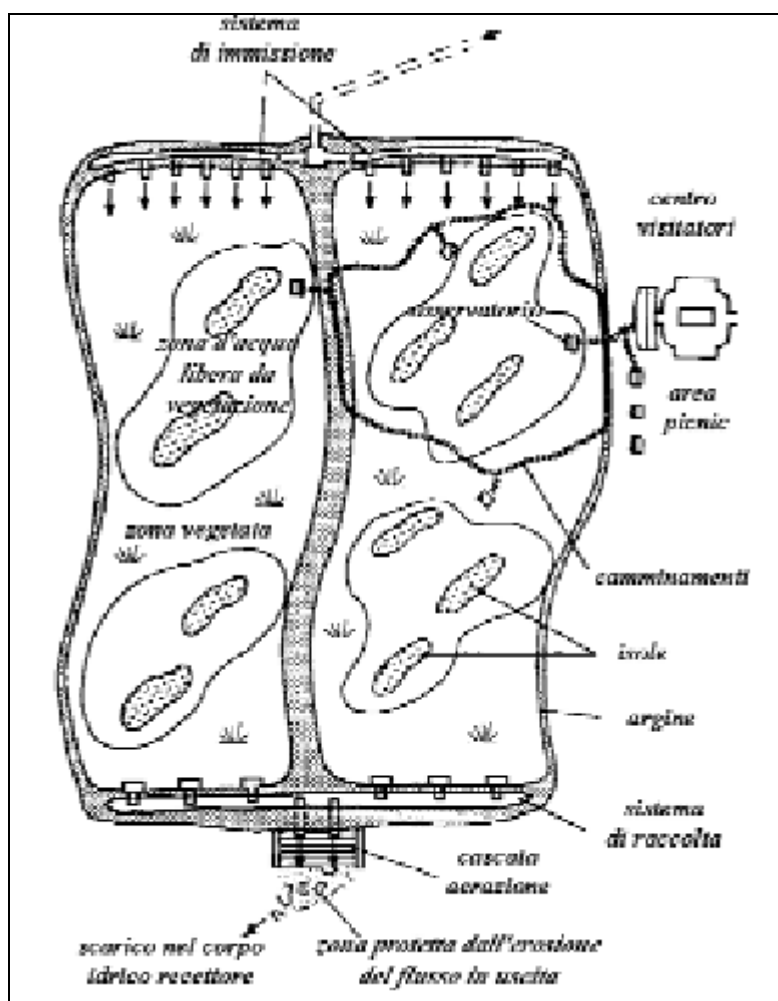 sistema
di immissione
centro
visitatori
osservatorio
zona d'acqua
libera da
vegetazione
area
picnic
zona vegetata
camminamenti
isole
argine
sistema
di raccolta
cascata
aerazione
scarico nel corpo
idrico recettore
zona protetta dall'erosione
del flusso in uscita